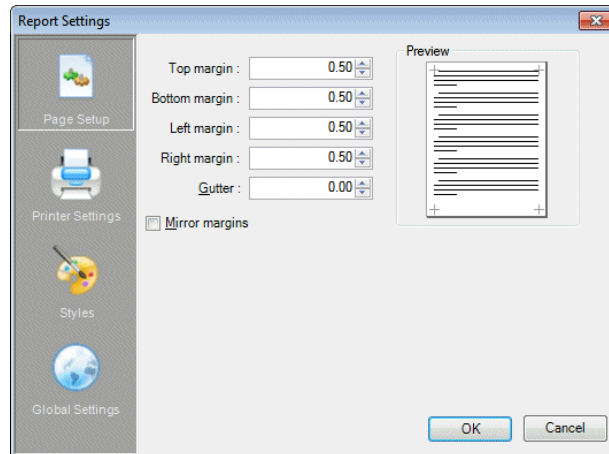 Report Settings
Page Setup
Printer Settings
Styles
Global Settings
Top margin : 0.50
Bottom margin : 0.50
Left margin : 0.50
Right margin : 0.50
Gutter : 0.00
Mirror margins
Preview
OK Cancel